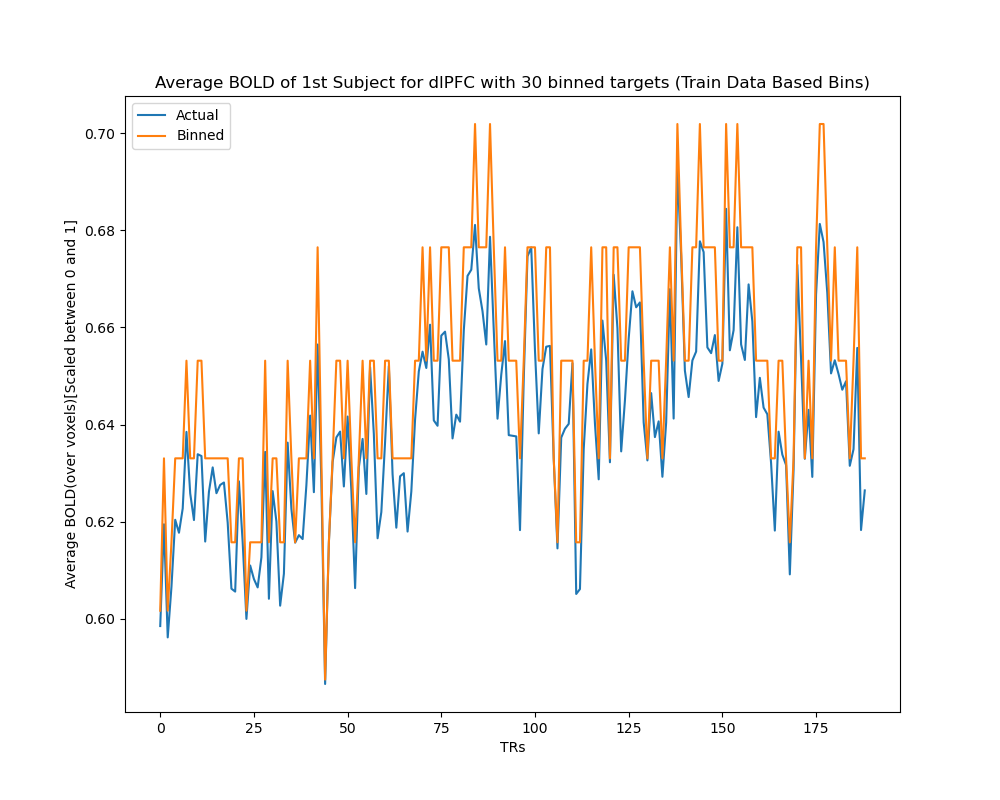 Average BOLD of 1st Subject for dlPFC with 30 binned targets (Train Data Based Bins)
Actual
Binned
Average BOLD(over voxels)[Scaled between 0 and 1]
0.70
0.68
0.66
0.64
0.62
0.60
0 25 50 75 100 125 150 175
TRs